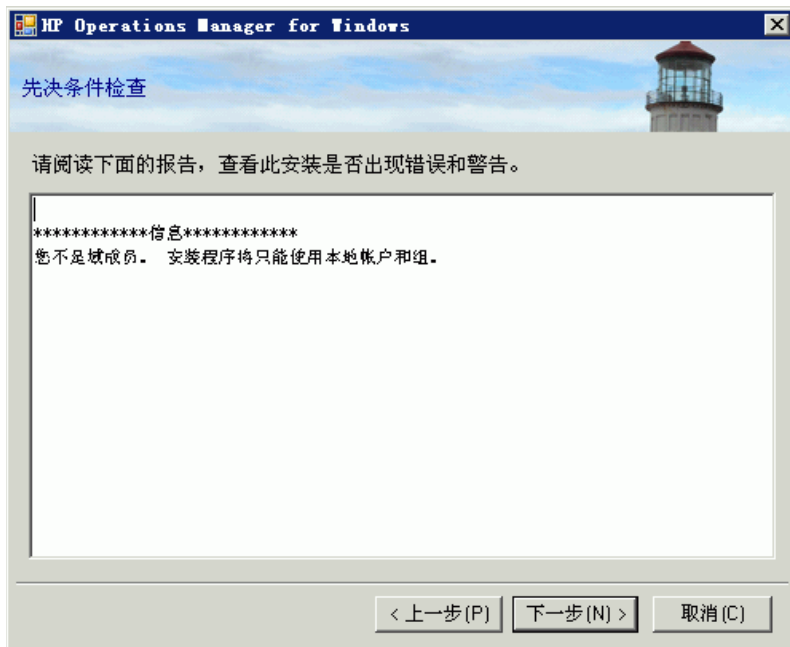 HP Operations Manager for Windows
先决条件检查
请阅读下面的报告，查看此安装是否出现错误和警告。
************信息************
您不是域成员。 安装程序将只能使用本地帐户和组。
< 上一步(P)
下一步(N) >
取消(C)